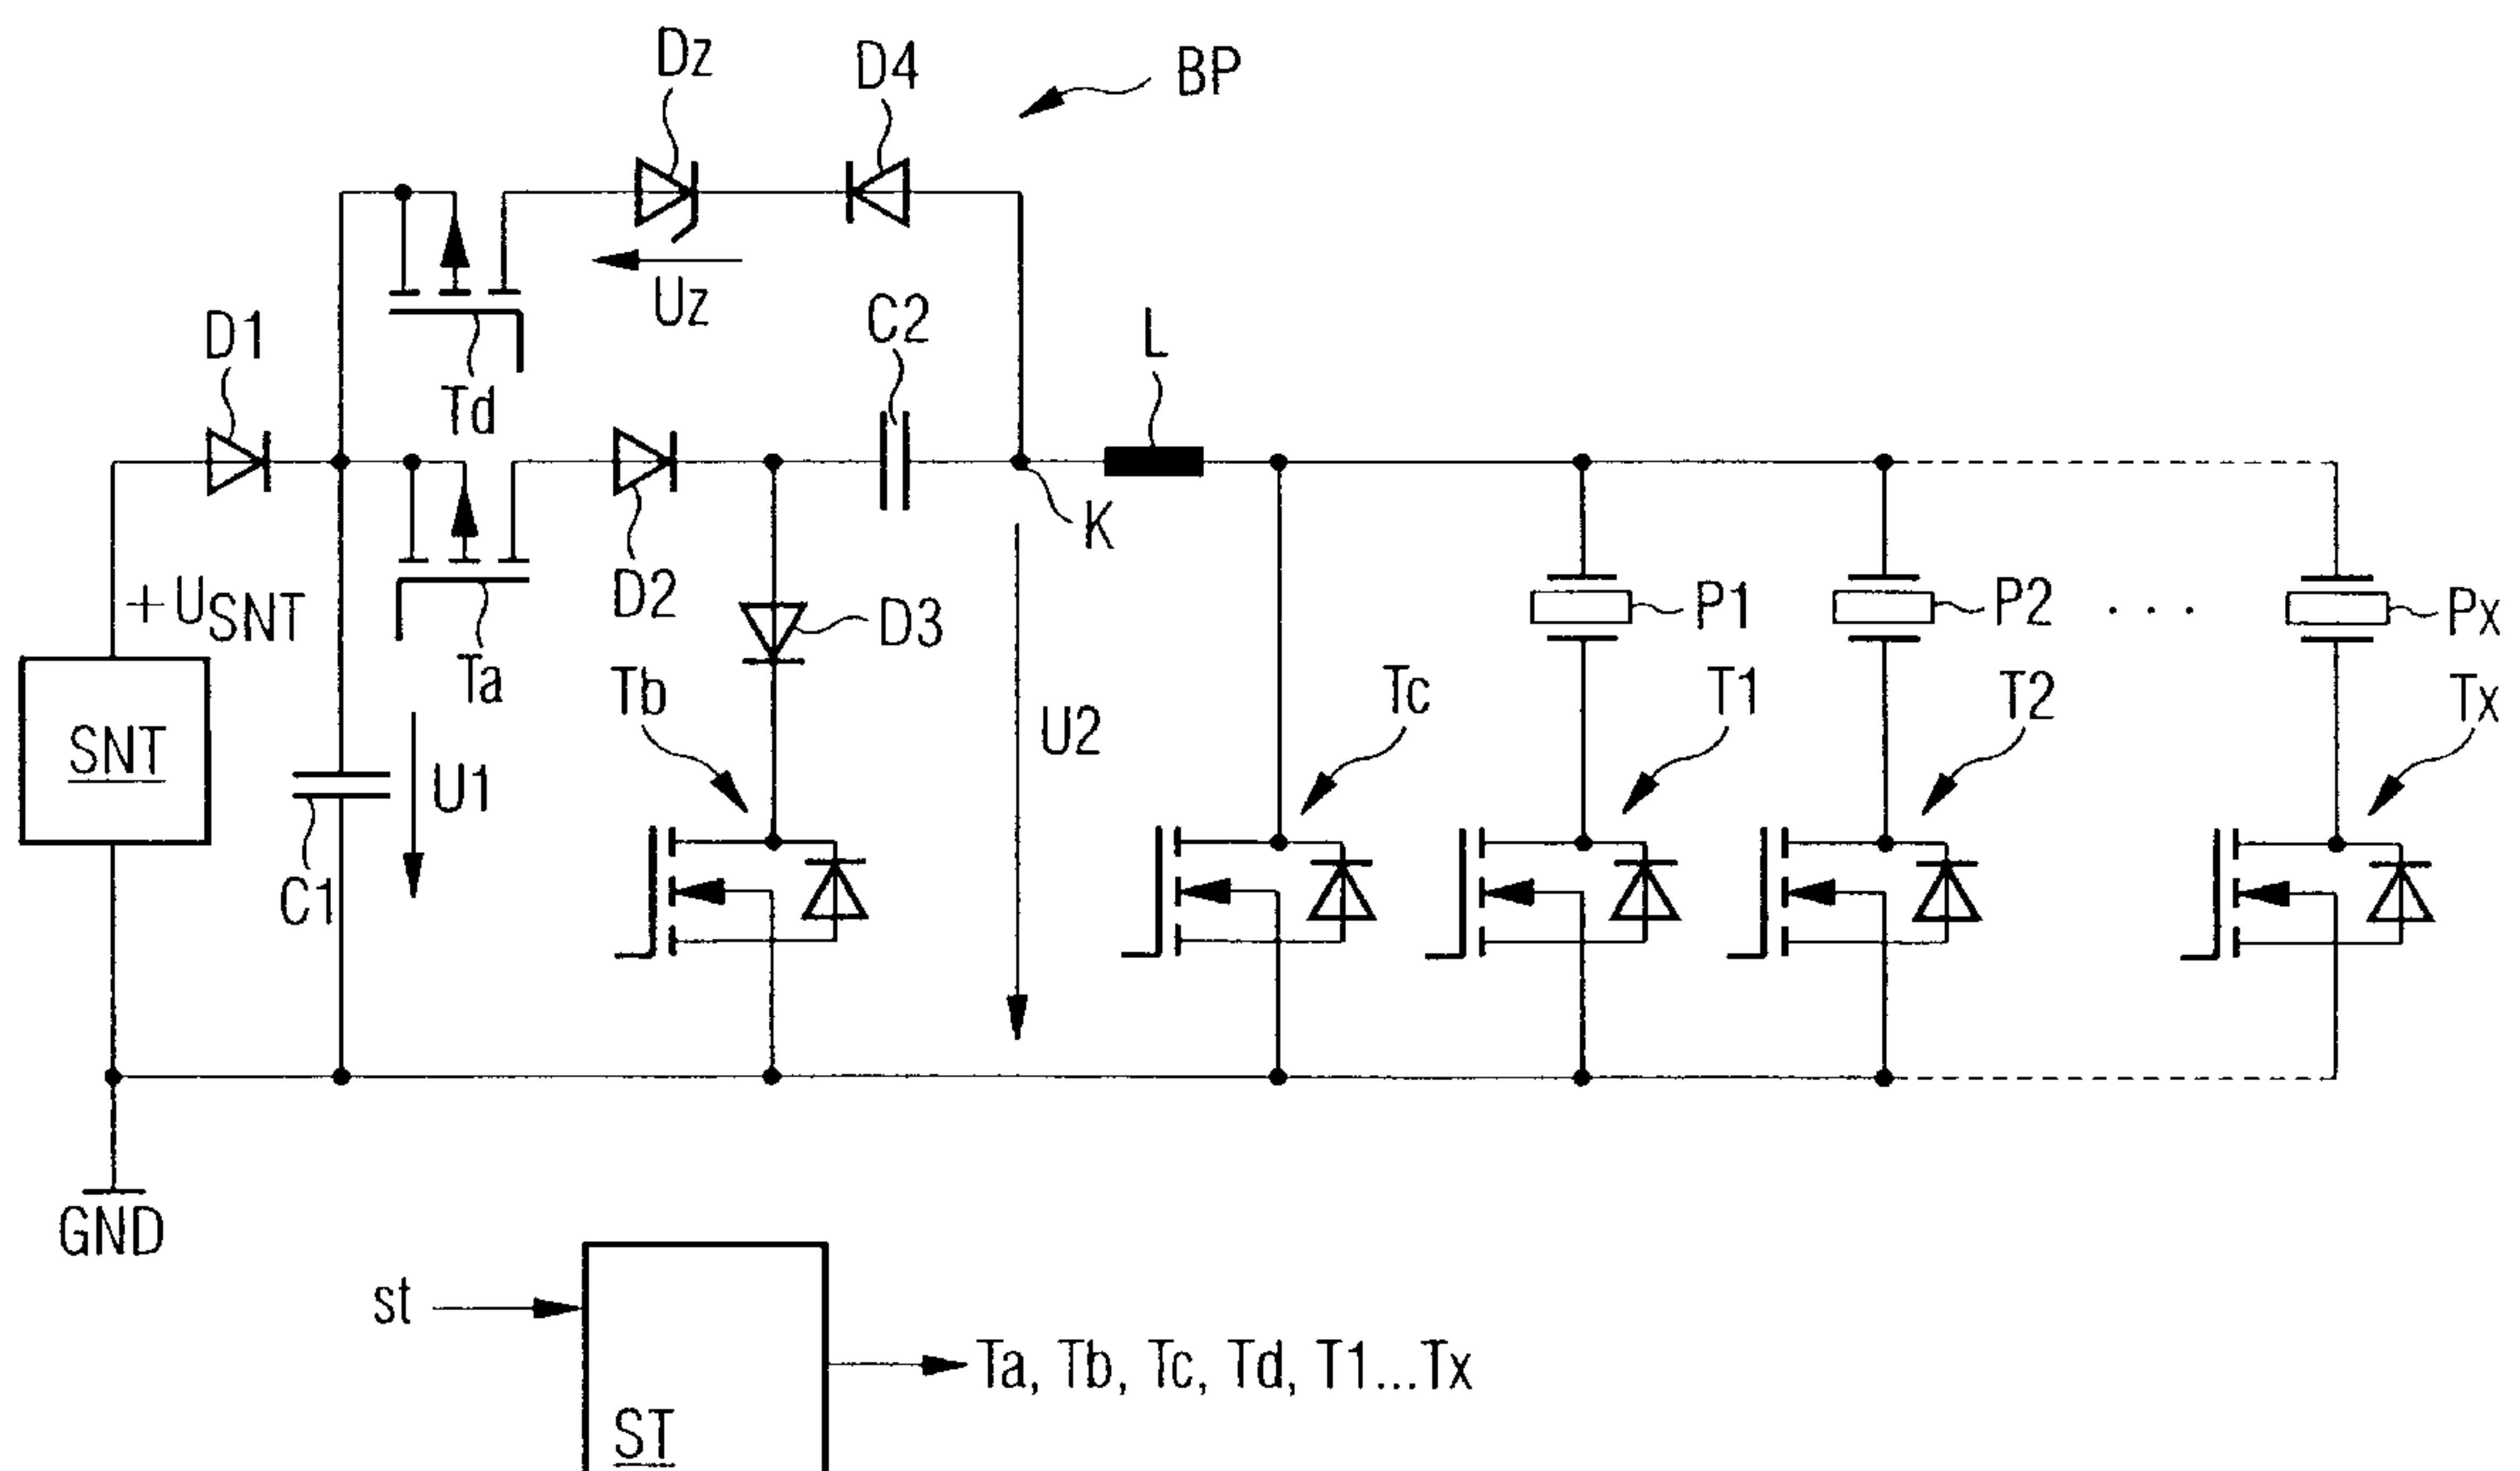 Dz
D4
BP
Uz
C2
L
D1
Td
K
+ USNT
D2
D3
P1
P2
. . .
Px
Ta
Tb
Tc
T1
T2
Tx
SNT
U1
U2
C1
GND
st
Ta, Tb, Tc, Td, T1...Tx
ST